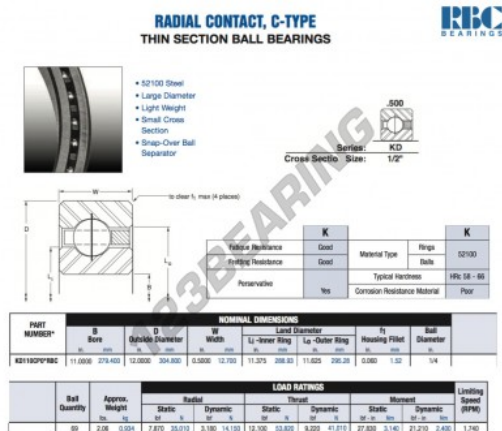 RADIAL CONTACT, C-TYPE
THIN SECTION BALL BEARINGS
RBC
BEARINGS
• 52100 Steel
• Large Diameter
• Light Weight
• Small Cross
Section
• Snap-Over Ball
Separator
.500
Series: KD
Cross Sectio Size: 1/2"
W
to clear f₁ max (4 places)
D
B
123BEARING
K K
Fatigue Resistance Good Material Type Rings 52100
Fretting Resistance Good Balls
Perservative Yes Typical Hardness HRc 58 - 66
Corrosion Resistance Material Poor
PART NUMBER* NOMINAL DIMENSIONS
B Bore D Outside Diameter W Width Land Diameter L₁ -Inner Ring L₀ -Outer Ring f₁ Housing Fillet Ball Diameter
in. mm in. mm in. mm in. mm in. mm in. mm in.
KD110CP0*RBC 11.0000 279.400 12.0000 304.800 0.5000 12.700 11.375 288.93 11.625 295.28 0.060 1.52 1/4
Ball Quantity Approx. Weight LOAD RATINGS Limiting Speed (RPM)
Radial Thrust Moment
Static Dynamic Static Dynamic Static Dynamic
lbs. kg lbf N lbf N lbf N lbf N lbf - in Nm lbf - in Nm
69 2.08 0.934 7,870 35,010 3,180 14,150 12,100 53,820 9,220 41,010 27,830 3,140 21,210 2,400 1,740